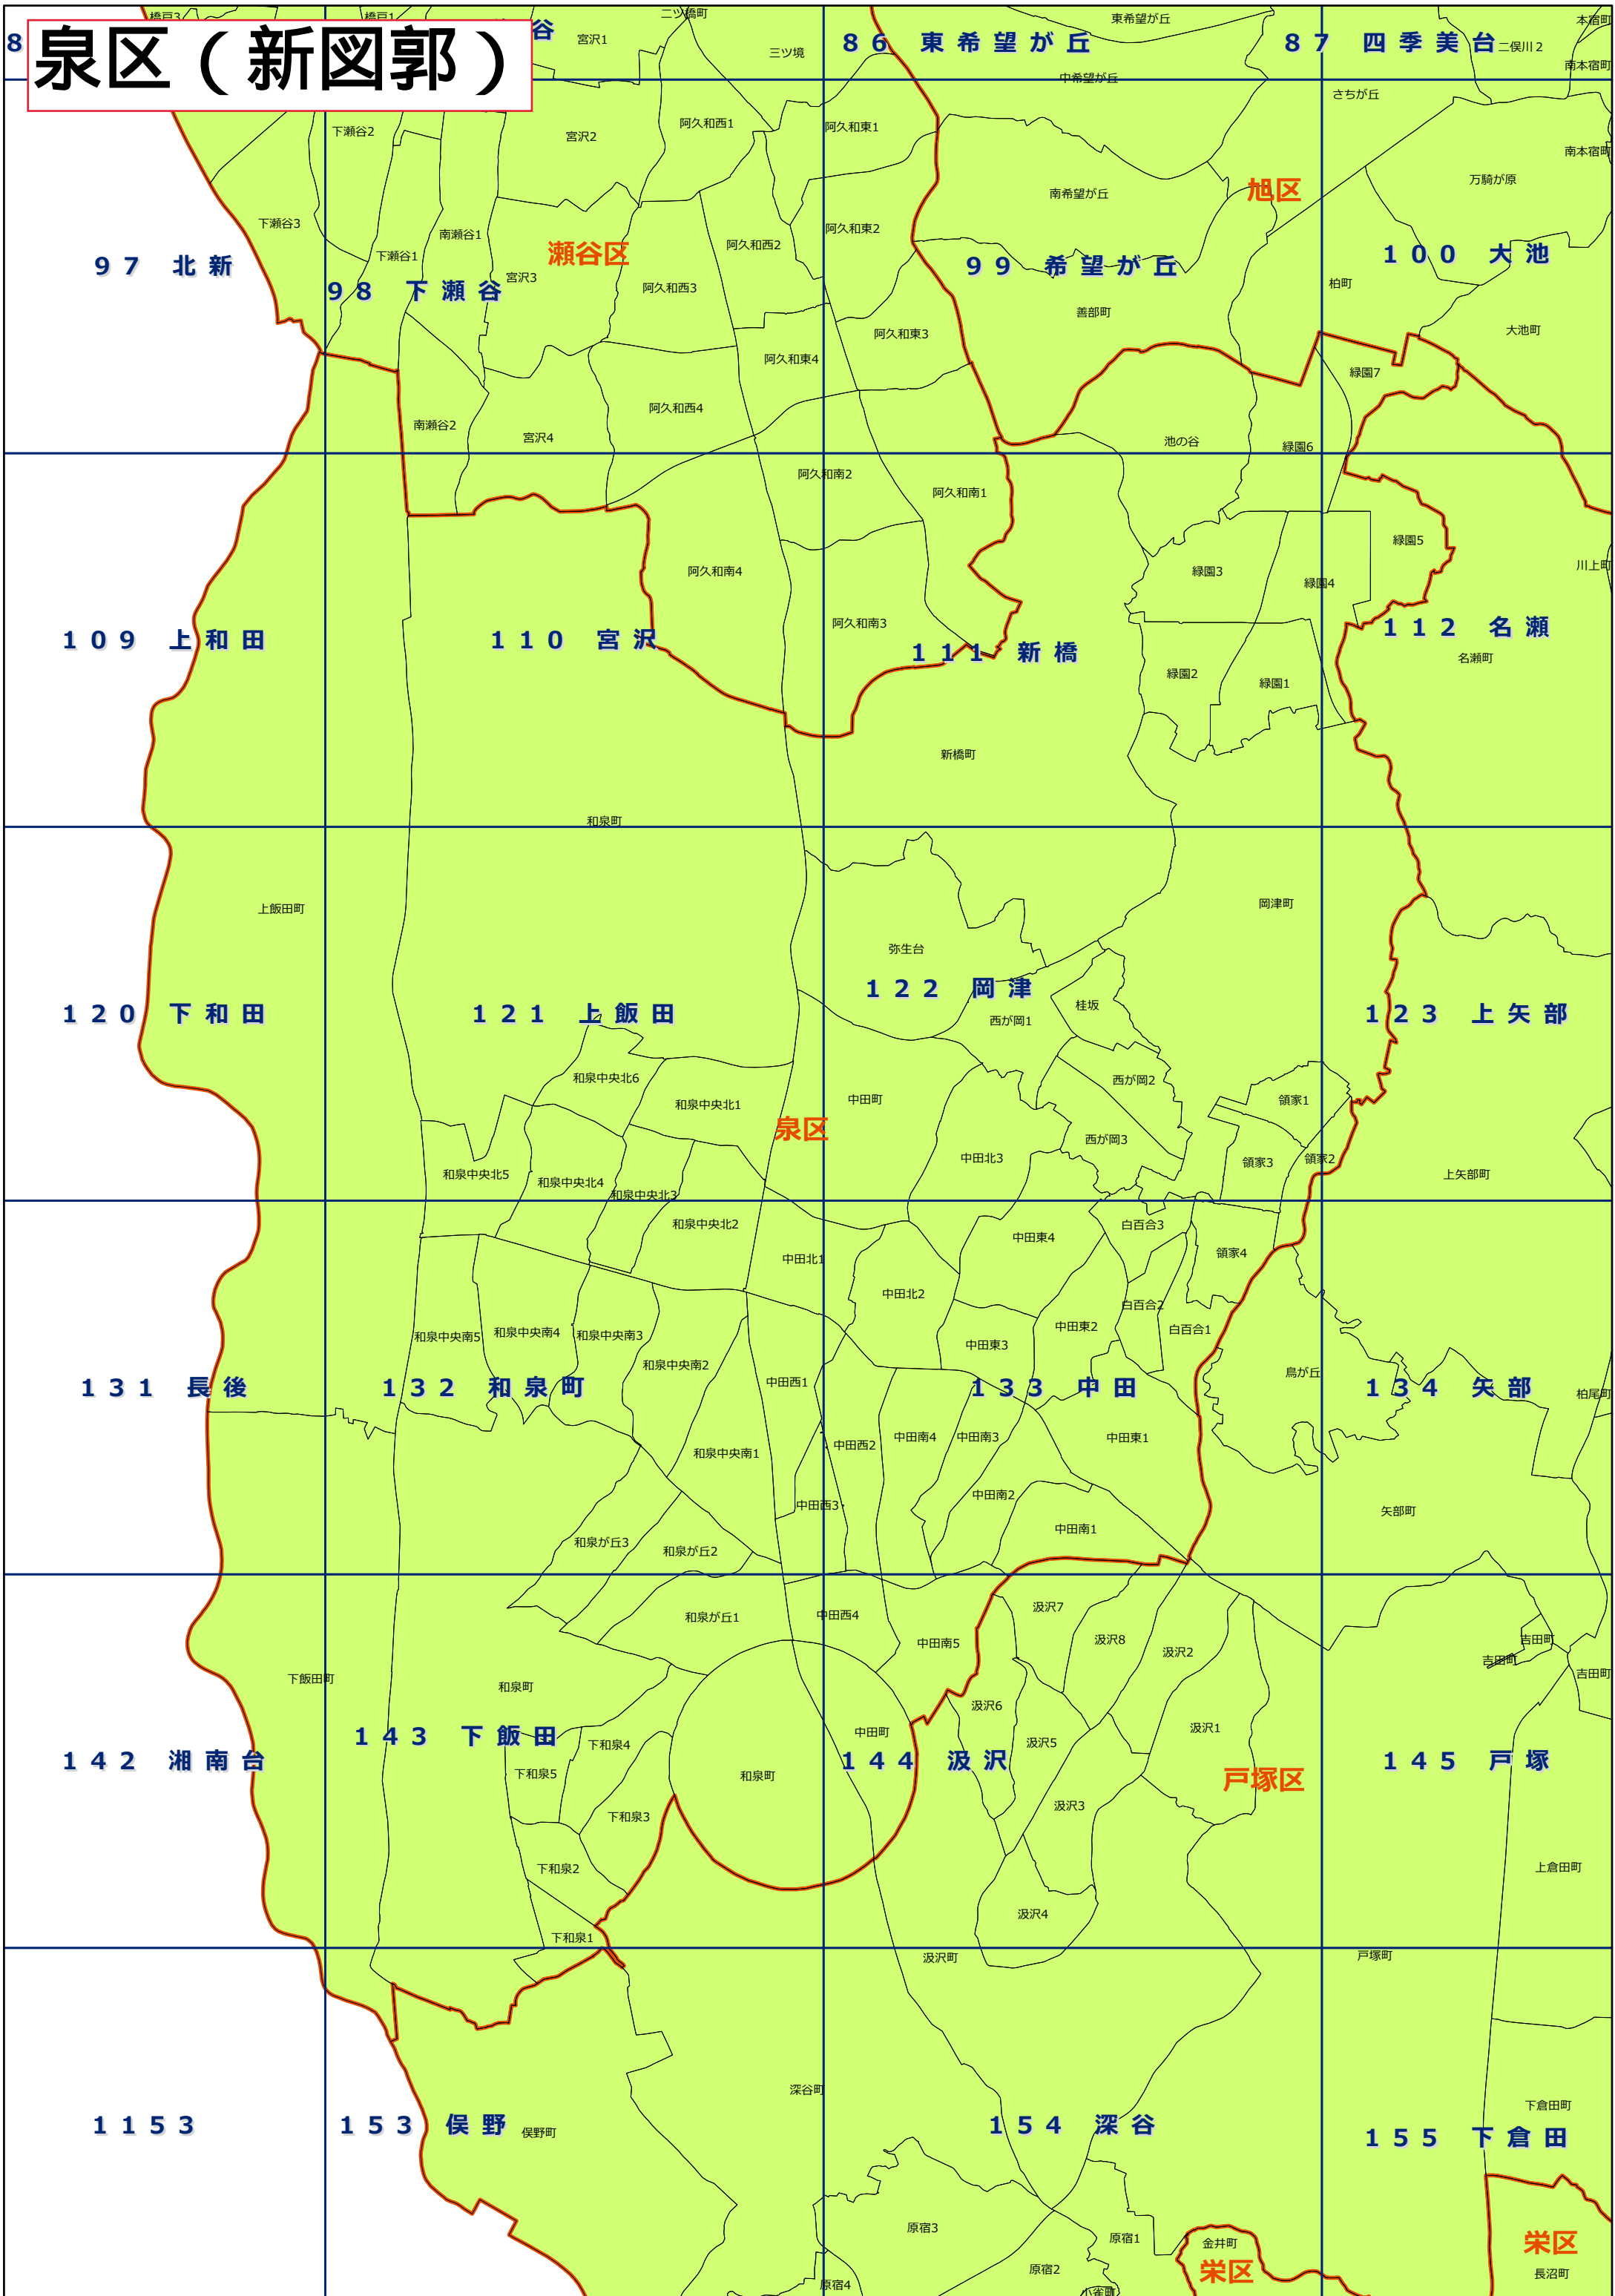 橋戸3
橋戸1
谷
宮沢1
二ツ橋町
三ツ境
東希望が丘
本宿町
二俣川2
南本宿町
8
86 東希望が丘
87 四季美台
泉区（新図郭）
中希望が丘
さちが丘
下瀬谷2
宮沢2
阿久和西1
阿久和東1
南本宿町
万騎が原
南希望が丘
旭区
下瀬谷3
下瀬谷1
南瀬谷1
瀬谷区
阿久和西2
阿久和東2
97 北新
98 下瀬谷
宮沢3
阿久和西3
99 希望が丘
100 大池
柏町
善部町
大池町
阿久和東3
阿久和東4
緑園7
南瀬谷2
宮沢4
阿久和西4
池の谷
緑園6
阿久和南2
阿久和南1
阿久和南4
緑園3
緑園4
緑園5
川上町
阿久和南3
109 上和田
110 宮沢
111 新橋
112 名瀬
名瀬町
緑園2
緑園1
新橋町
和泉町
上飯田町
岡津町
弥生台
120 下和田
121 上飯田
122 岡津
桂坂
西が岡1
123 上矢部
和泉中央北6
西が岡2
中田町
和泉中央北1
領家1
泉区
西が岡3
中田北3
領家3
領家2
上矢部町
和泉中央北5
和泉中央北4
和泉中央北3
和泉中央北2
白百合3
中田東4
領家4
中田北1
中田北2
白百合2
和泉中央南5
和泉中央南4
和泉中央南3
中田東2
白百合1
中田東3
和泉中央南2
鳥が丘
131 長後
132 和泉町
中田西1
133 中田
134 矢部
柏尾町
中田西2
中田南4
中田南3
中田東1
和泉中央南1
中田南2
中田西3
矢部町
中田南1
和泉が丘3
和泉が丘2
和泉が丘1
中田西4
汲沢7
中田南5
汲沢8
汲沢2
吉田町
吉田町
吉田町
下飯田町
和泉町
汲沢6
汲沢1
143 下飯田
中田町
下和泉4
汲沢5
142 湘南台
144 汲沢
145 戸塚
下和泉5
和泉町
戸塚区
汲沢3
下和泉3
下和泉2
上倉田町
汲沢4
下和泉1
汲沢町
戸塚町
深谷町
下倉田町
1153
153 俣野
俣野町
154 深谷
155 下倉田
原宿3
原宿1
金井町
栄区
原宿2
栄区
長沼町
原宿4
小雀町